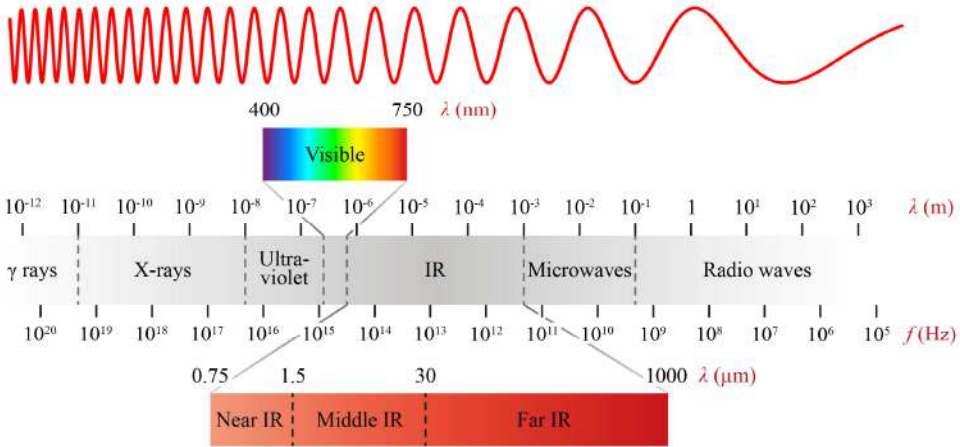 400 750 λ (nm)
Visible
10⁻¹² 10⁻¹¹ 10⁻¹⁰ 10⁻⁹ 10⁻⁸ 10⁻⁷ 10⁻⁶ 10⁻⁵ 10⁻⁴ 10⁻³ 10⁻² 10⁻¹ 1 10¹ 10² 10³ λ (m)
γ rays X-rays Ultra-
violet IR Microwaves Radio waves
10²⁰ 10¹⁹ 10¹⁸ 10¹⁷ 10¹⁶ 10¹⁵ 10¹⁴ 10¹³ 10¹² 10¹¹ 10¹⁰ 10⁹ 10⁸ 10⁷ 10⁶ 10⁵ f (Hz)
0.75 1.5 30 1000 λ (μm)
Near IR Middle IR Far IR